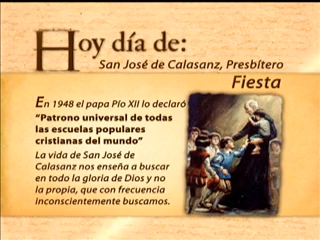 Hoy día de:
San José de Calasanz, Presbítero
Fiesta
En 1948 el papa Pío XII lo declaró
“Patrono universal de todas
las escuelas populares
cristianas del mundo”
La vida de San José de
Calasanz nos enseña a buscar
en todo la gloria de Dios y no
la propia, que con frecuencia
inconscientemente buscamos.